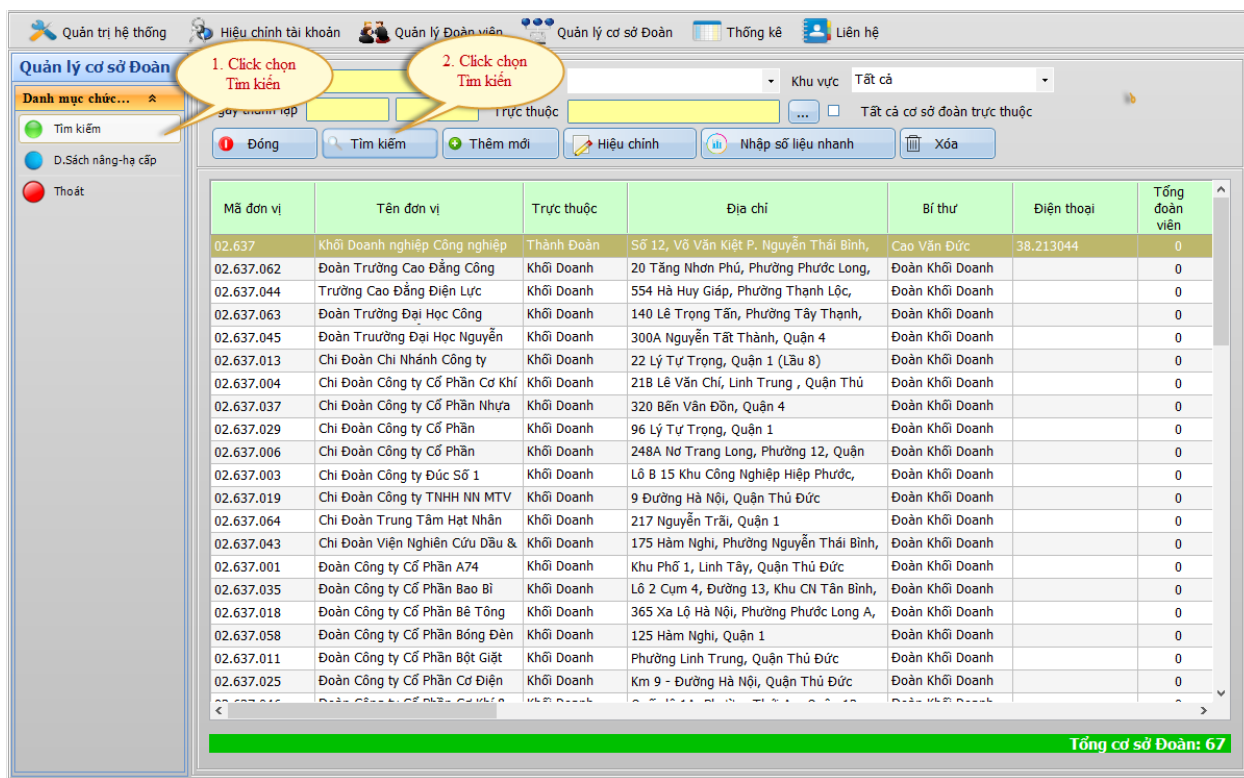 Quản trị hệ thống Hiệu chỉnh tài khoản Quản lý Đoàn viên Quản lý cơ sở Đoàn Thống kê Liên hệ
Quản lý cơ sở Đoàn
Danh mục chức...
Tìm kiếm
D.Sách nâng-hạ cấp
Thoát
1. Click chọn
Tìm kiến
2. Click chọn
Tìm kiến
Khu vực Tất cả
Trực thuộc ... Tất cả cơ sở đoàn trực thuộc
Đóng Tìm kiếm Thêm mới Hiệu chỉnh Nhập số liệu nhanh Xóa
Mã đơn vị Tên đơn vị Trực thuộc Địa chỉ Bí thư Điện thoại Tổng đoàn viên
02.637 Khối Doanh nghiệp Công nghiệp Thành Đoàn Số 12, Võ Văn Kiệt P. Nguyễn Thái Bình, Cao Văn Đức 38.213044 0
02.637.062 Đoàn Trường Cao Đẳng Công Khối Doanh 20 Tăng Nhơn Phú, Phường Phước Long, Đoàn Khối Doanh 0
02.637.044 Trường Cao Đẳng Điện Lực Khối Doanh 554 Hà Huy Giáp, Phường Thạnh Lộc, Đoàn Khối Doanh 0
02.637.063 Đoàn Trường Đại Học Công Khối Doanh 140 Lê Trọng Tấn, Phường Tây Thạnh, Đoàn Khối Doanh 0
02.637.045 Đoàn Truường Đại Học Nguyễn Khối Doanh 300A Nguyễn Tất Thành, Quận 4 Đoàn Khối Doanh 0
02.637.013 Chi Đoàn Chi Nhánh Công ty Khối Doanh 22 Lý Tự Trọng, Quận 1 (Lầu 8) Đoàn Khối Doanh 0
02.637.004 Chi Đoàn Công ty Cổ Phần Cơ Khí Khối Doanh 21B Lê Văn Chí, Linh Trung , Quận Thủ Đoàn Khối Doanh 0
02.637.037 Chi Đoàn Công ty Cổ Phần Nhựa Khối Doanh 320 Bến Vân Đồn, Quận 4 Đoàn Khối Doanh 0
02.637.029 Chi Đoàn Công ty Cổ Phần Khối Doanh 96 Lý Tự Trọng, Quận 1 Đoàn Khối Doanh 0
02.637.006 Chi Đoàn Công ty Cổ Phần Khối Doanh 248A Nơ Trang Long, Phường 12, Quận Đoàn Khối Doanh 0
02.637.003 Chi Đoàn Công ty Đúc Số 1 Khối Doanh Lô B 15 Khu Công Nghiệp Hiệp Phước, Đoàn Khối Doanh 0
02.637.019 Chi Đoàn Công ty TNHH NN MTV Khối Doanh 9 Đường Hà Nội, Quận Thủ Đức Đoàn Khối Doanh 0
02.637.064 Chi Đoàn Trung Tâm Hạt Nhân Khối Doanh 217 Nguyễn Trãi, Quận 1 Đoàn Khối Doanh 0
02.637.043 Chi Đoàn Viện Nghiên Cứu Dầu & Khối Doanh 175 Hàm Nghi, Phường Nguyễn Thái Bình, Đoàn Khối Doanh 0
02.637.001 Đoàn Công ty Cổ Phần A74 Khối Doanh Khu Phố 1, Linh Tây, Quận Thủ Đức Đoàn Khối Doanh 0
02.637.035 Đoàn Công ty Cổ Phần Bao Bì Khối Doanh Lô 2 Cụm 4, Đường 13, Khu CN Tân Bình, Đoàn Khối Doanh 0
02.637.018 Đoàn Công ty Cổ Phần Bê Tông Khối Doanh 365 Xa Lộ Hà Nội, Phường Phước Long A, Đoàn Khối Doanh 0
02.637.058 Đoàn Công ty Cổ Phần Bóng Đèn Khối Doanh 125 Hàm Nghi, Quận 1 Đoàn Khối Doanh 0
02.637.011 Đoàn Công ty Cổ Phần Bột Giặt Khối Doanh Phường Linh Trung, Quận Thủ Đức Đoàn Khối Doanh 0
02.637.025 Đoàn Công ty Cổ Phần Cơ Điện Khối Doanh Km 9 - Đường Hà Nội, Quận Thủ Đức Đoàn Khối Doanh 0
Tổng cơ sở Đoàn: 67